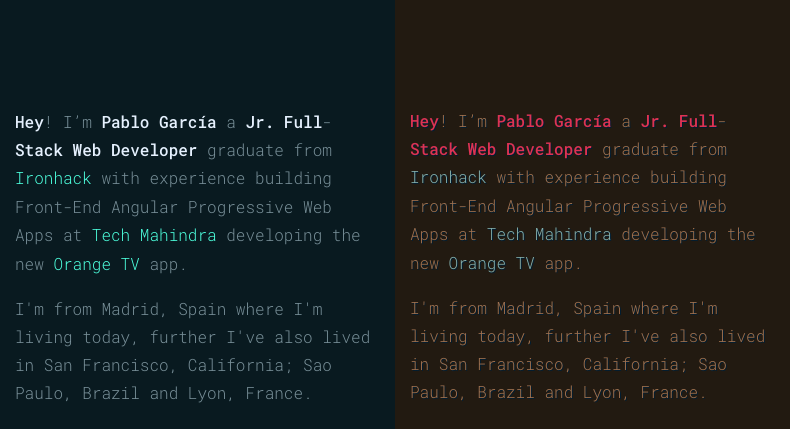 Hey! I’m Pablo García a Jr. Full-
Stack Web Developer graduate from
Ironhack with experience building
Front-End Angular Progressive Web
Apps at Tech Mahindra developing the
new Orange TV app.
I'm from Madrid, Spain where I'm
living today, further I've also lived
in San Francisco, California; Sao
Paulo, Brazil and Lyon, France.
Hey! I’m Pablo García a Jr. Full-
Stack Web Developer graduate from
Ironhack with experience building
Front-End Angular Progressive Web
Apps at Tech Mahindra developing the
new Orange TV app.
I'm from Madrid, Spain where I'm
living today, further I've also lived
in San Francisco, California; Sao
Paulo, Brazil and Lyon, France.